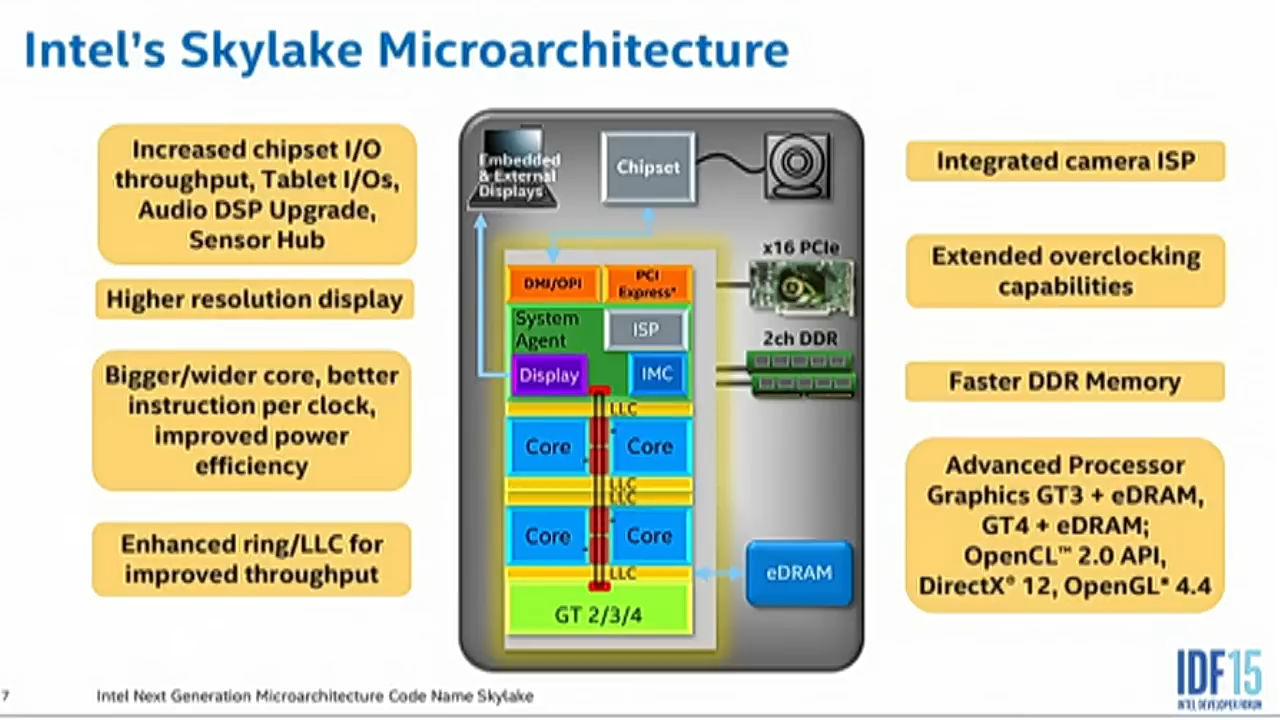 Intel's Skylake Microarchitecture
Increased chipset I/O
throughput, Tablet I/Os,
Audio DSP Upgrade,
Sensor Hub
Higher resolution display
Bigger/wider core, better
instruction per clock,
improved power
efficiency
Enhanced ring/LLC for
improved throughput
Embedded
& External
Displays
Chipset
x16 PCIe
DMI/OPI
PCI
Express*
System
Agent
ISP
2ch DDR
Display
IMC
LLC
Core
Core
LLC
LLC
Core
Core
LLC
eDRAM
GT 2/3/4
Integrated camera ISP
Extended overclocking
capabilities
Faster DDR Memory
Advanced Processor
Graphics GT3 + eDRAM,
GT4 + eDRAM;
OpenCL™ 2.0 API,
DirectX® 12, OpenGL* 4.4
7
Intel Next Generation Microarchitecture Code Name Skylake
IDF15
INTEL DEVELOPER FORUM